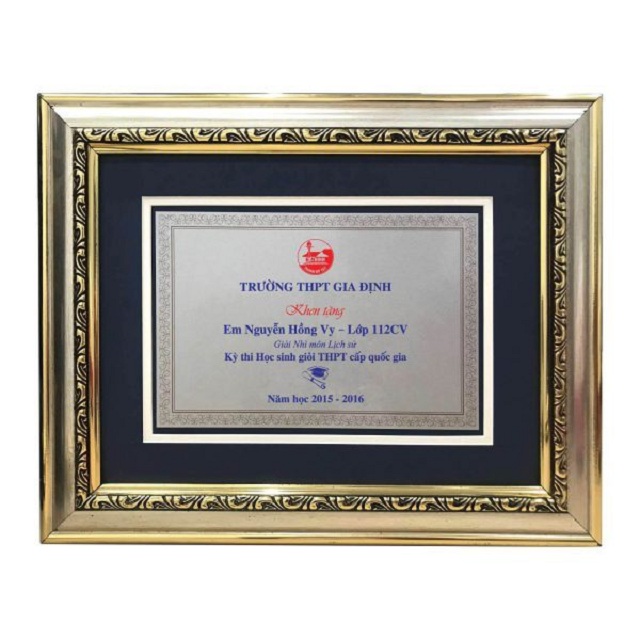 TRƯỜNG THPT GIA ĐỊNH
Khen tặng
Em Nguyễn Hồng Vy – Lớp 112CV
Giải Nhì môn Lịch sử
Kỳ thi Học sinh giỏi THPT cấp quốc gia
Năm học 2015 - 2016